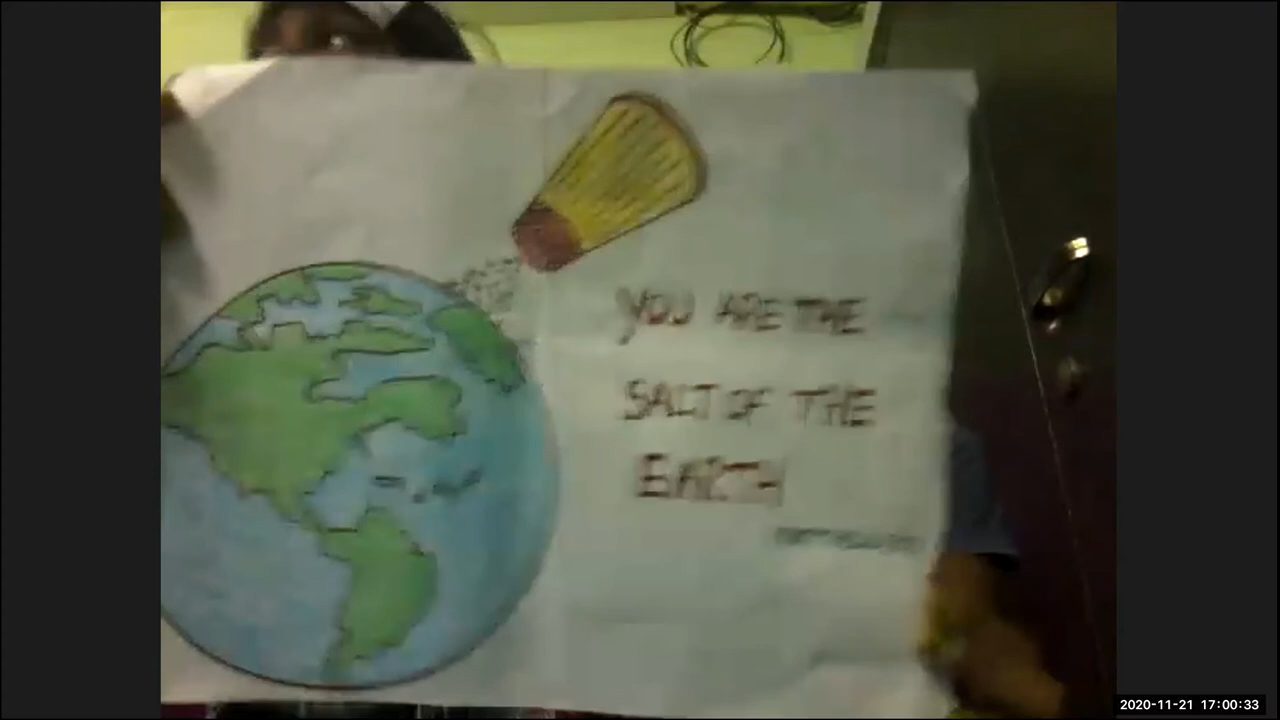 YOU ARE THE
SALT OF THE
EARTH
2020-11-21 17:00:33